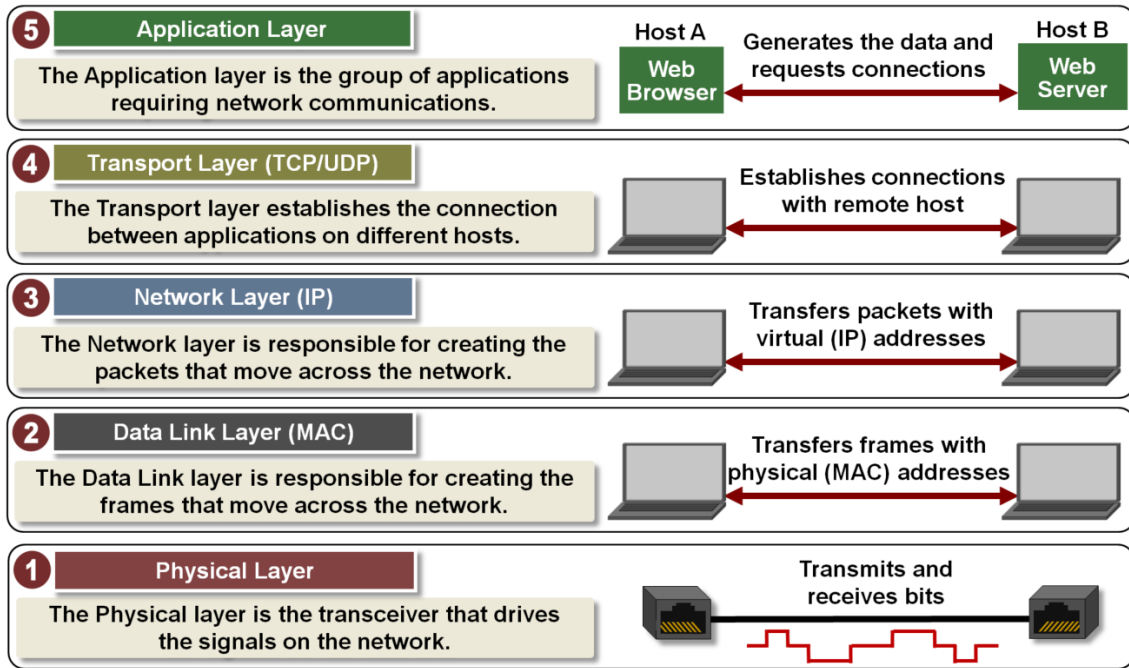 5
Application Layer
The Application layer is the group of applications
requiring network communications.
Host A
Web
Browser
Generates the data and
requests connections
Host B
Web
Server
4
Transport Layer (TCP/UDP)
The Transport layer establishes the connection
between applications on different hosts.
Establishes connections
with remote host
3
Network Layer (IP)
The Network layer is responsible for creating the
packets that move across the network.
Transfers packets with
virtual (IP) addresses
2
Data Link Layer (MAC)
The Data Link layer is responsible for creating the
frames that move across the network.
Transfers frames with
physical (MAC) addresses
1
Physical Layer
The Physical layer is the transceiver that drives
the signals on the network.
Transmits and
receives bits